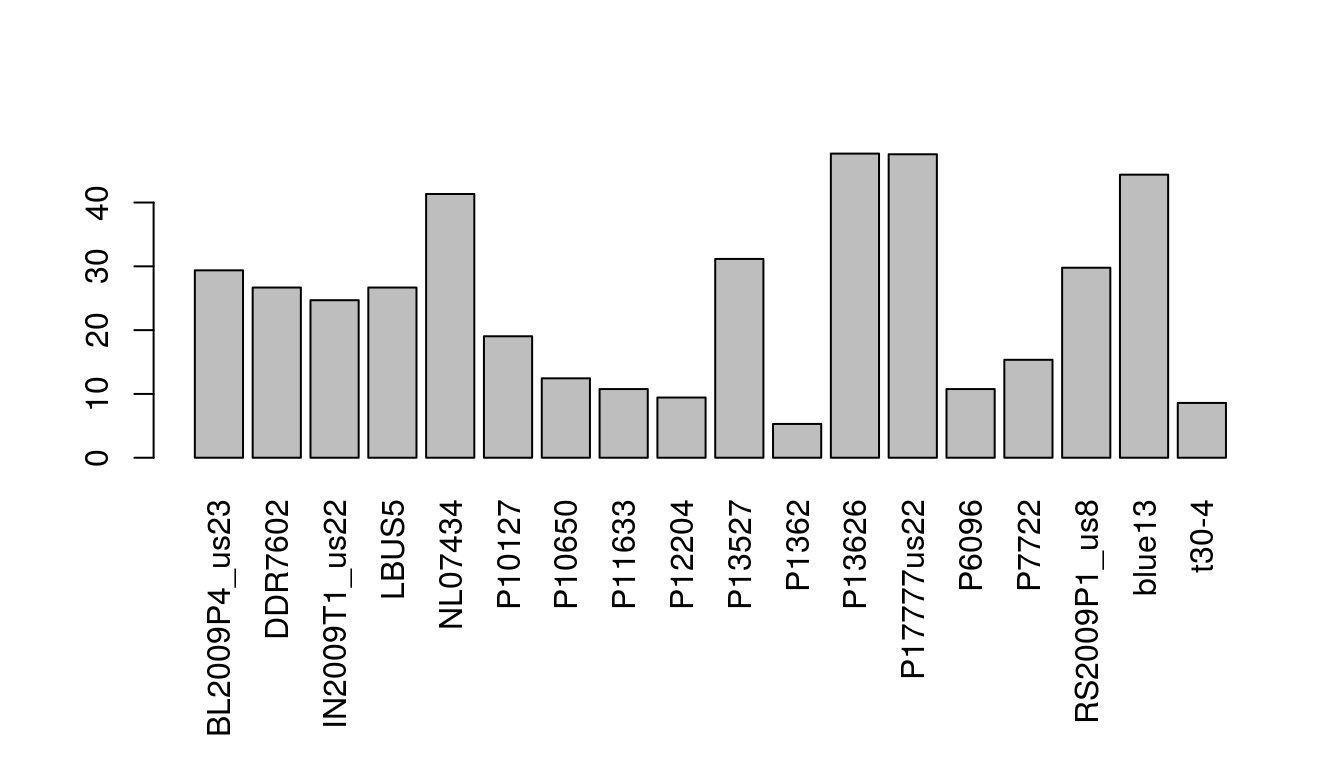 40
30
20
10
0
BL2009P4_us23
DDR7602
IN2009T1_us22
LBUS5
NL07434
P10127
P10650
P11633
P12204
P13527
P1362
P13626
P17777us22
P6096
P7722
RS2009P1_us8
blue13
t30-4